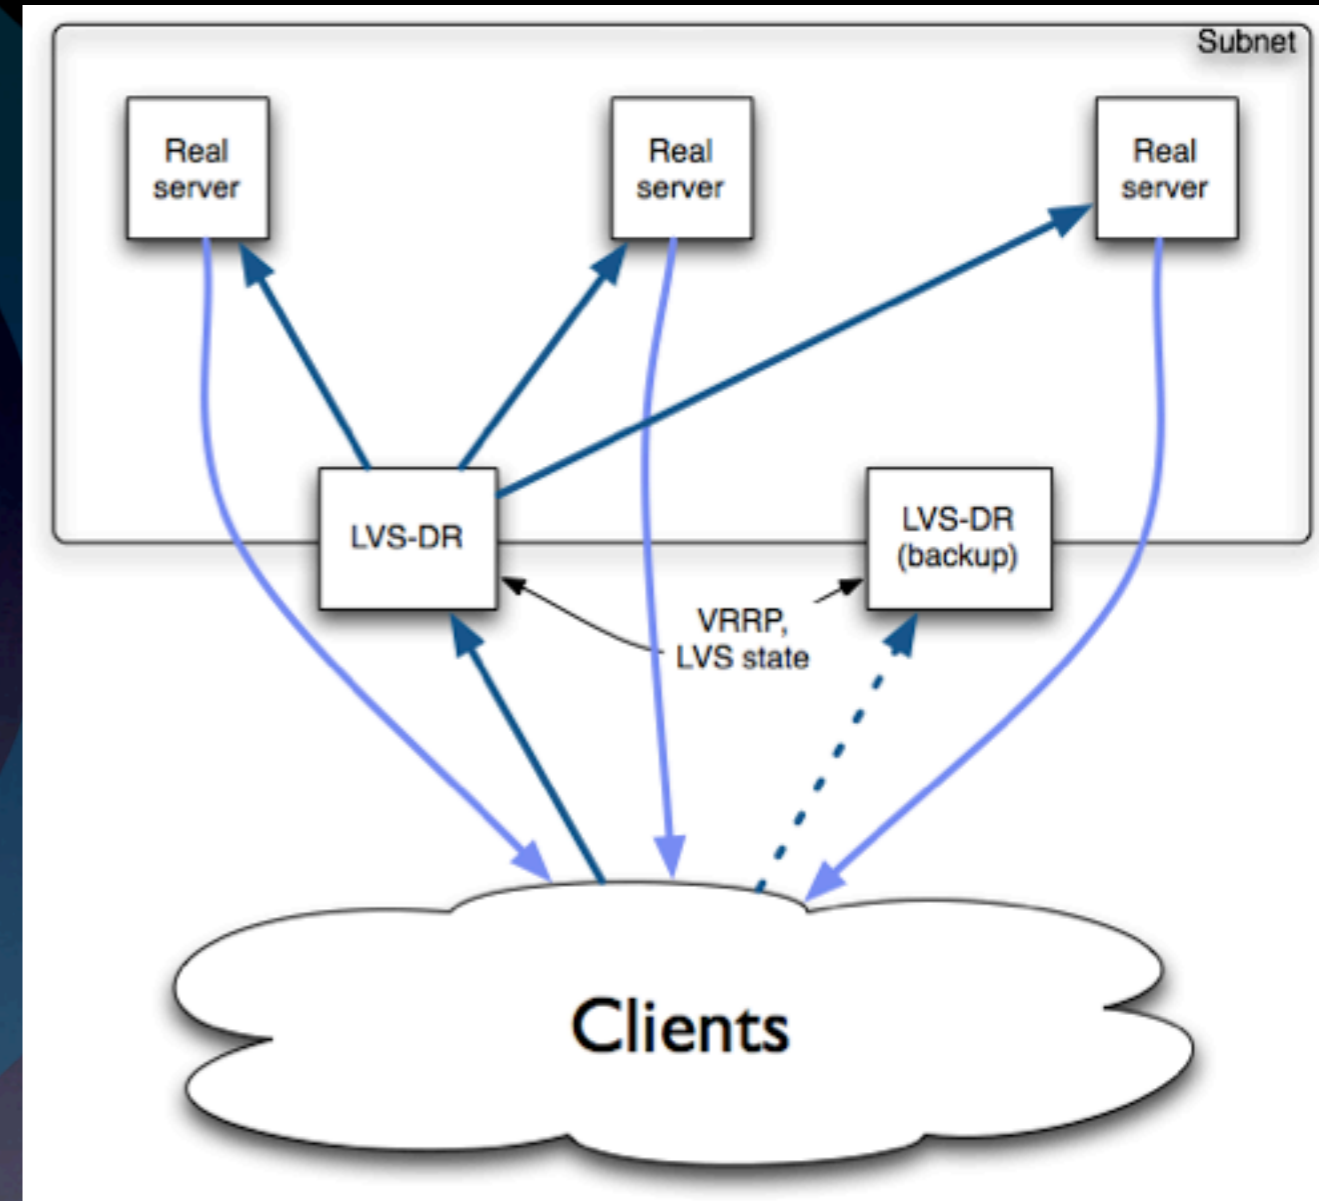 Subnet
Real
server
Real
server
Real
server
LVS-DR
LVS-DR
(backup)
VRRP,
LVS state
Clients